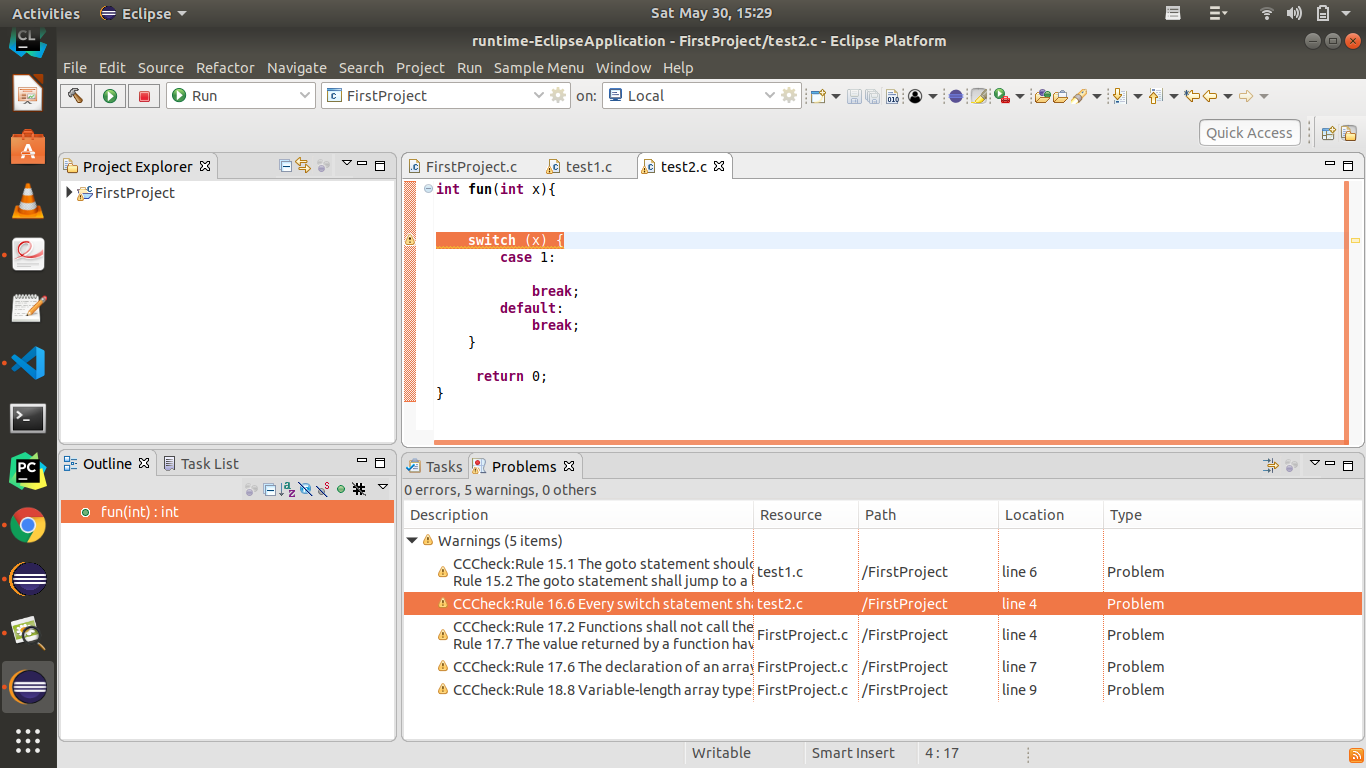 Activities Eclipse Sat May 30, 15:29
runtime-EclipseApplication - FirstProject/test2.c - Eclipse Platform
File Edit Source Refactor Navigate Search Project Run Sample Menu Window Help
Run FirstProject on: Local
Quick Access
Project Explorer
FirstProject
FirstProject.c test1.c test2.c
int fun(int x){
switch (x) {
case 1:
break;
default:
break;
}
return 0;
}
Outline Task List
fun(int) : int
Tasks Problems
0 errors, 5 warnings, 0 others
Description Resource Path Location Type
Warnings (5 items)
CCCheck:Rule 15.1 The goto statement
Rule 15.2 The goto statement shall jump to a test1.c /FirstProject line 6 Problem
CCCheck:Rule 16.6 Every switch statement test2.c /FirstProject line 4 Problem
CCCheck:Rule 17.2 Functions shall not call the
Rule 17.7 The value returned by a function FirstProject.c /FirstProject line 4 Problem
CCCheck:Rule 17.6 The declaration of an array FirstProject.c /FirstProject line 7 Problem
CCCheck:Rule 18.8 Variable-length array type FirstProject.c /FirstProject line 9 Problem
Writable Smart Insert 4 : 17
CL
PC